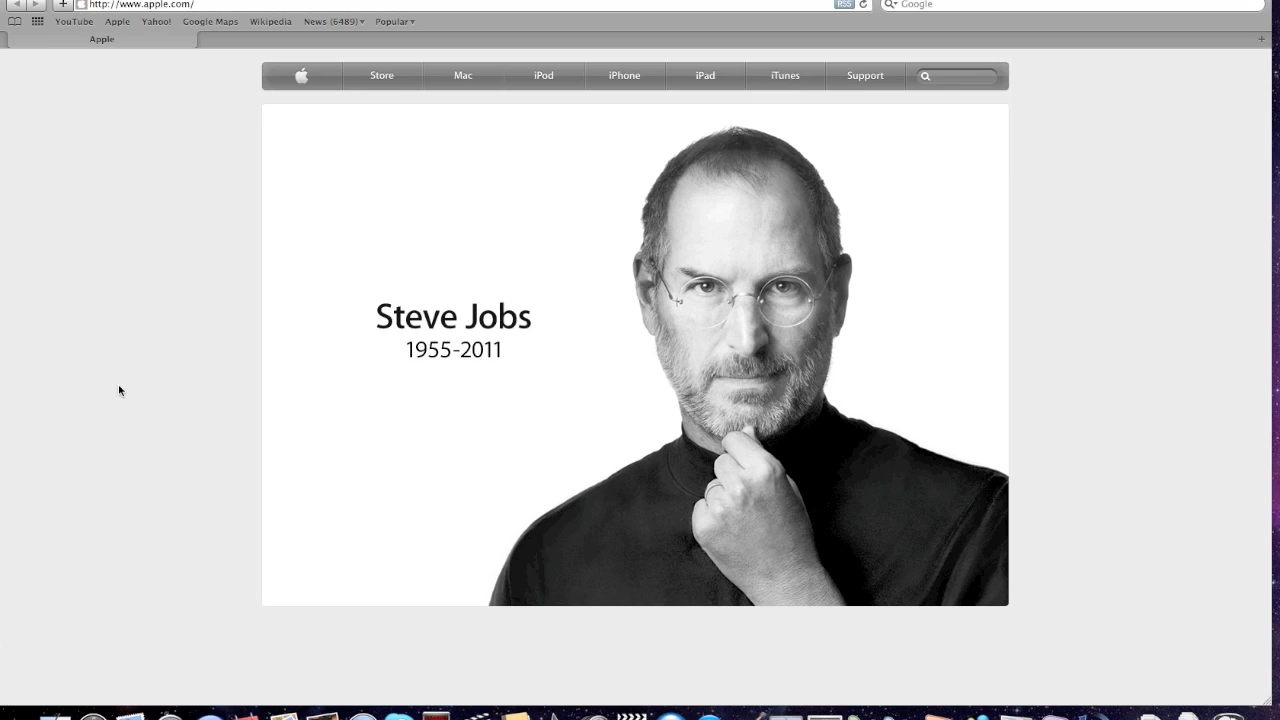 http://www.apple.com/
RSS
Google
YouTube Apple Yahoo! Google Maps Wikipedia News (6489) Popular
Apple
Store Mac iPod iPhone iPad iTunes Support
Steve Jobs
1955-2011